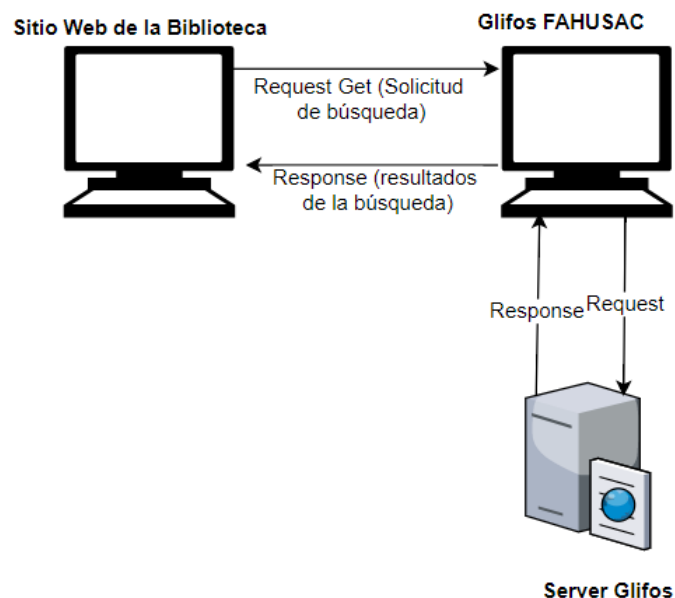 Sitio Web de la Biblioteca
Glifos FAHUSAC
Request Get (Solicitud
de búsqueda)
Response (resultados
de la búsqueda)
Response
Request
Server Glifos